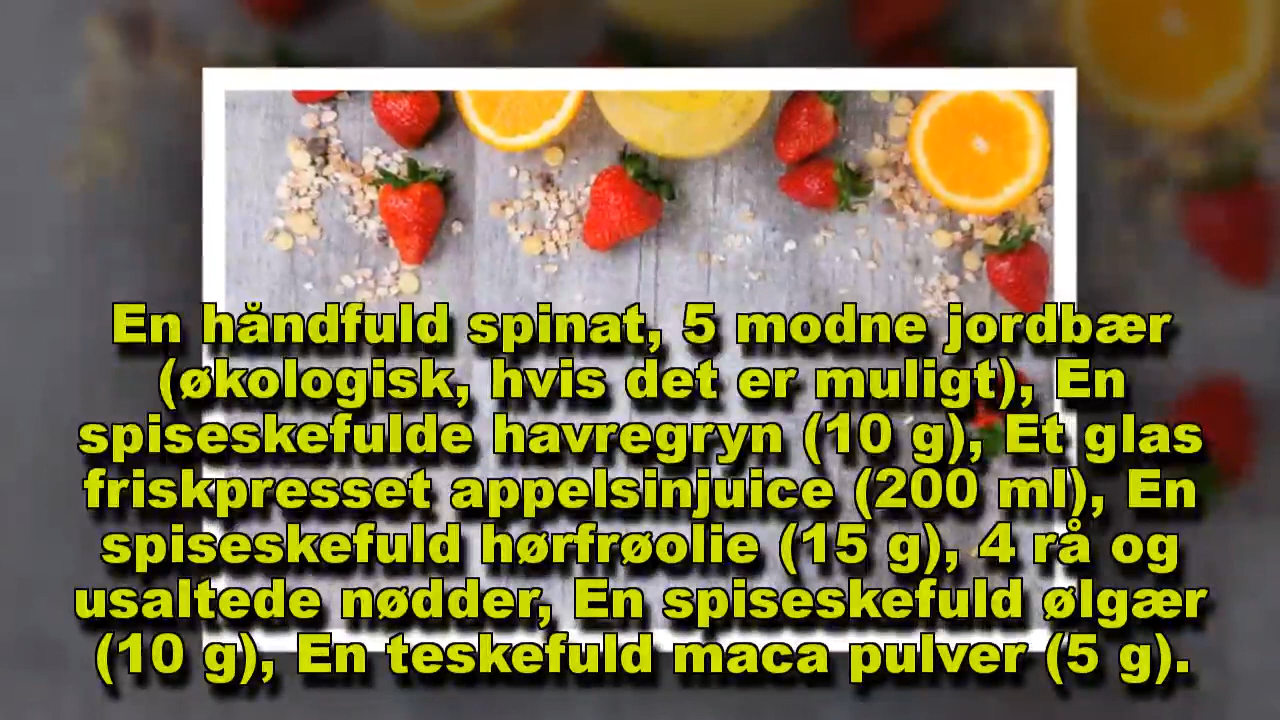 En håndfuld spinat, 5 modne jordbær
(økologisk, hvis det er muligt), En
spiseskefulde havregryn (10 g), Et glas
friskpresset appelsinjuice (200 ml), En
spiseskefuld hørfrøolie (15 g), 4 rå og
usaltede nødder, En spiseskefuld ølgær
(10 g), En teskefuld maca pulver (5 g).